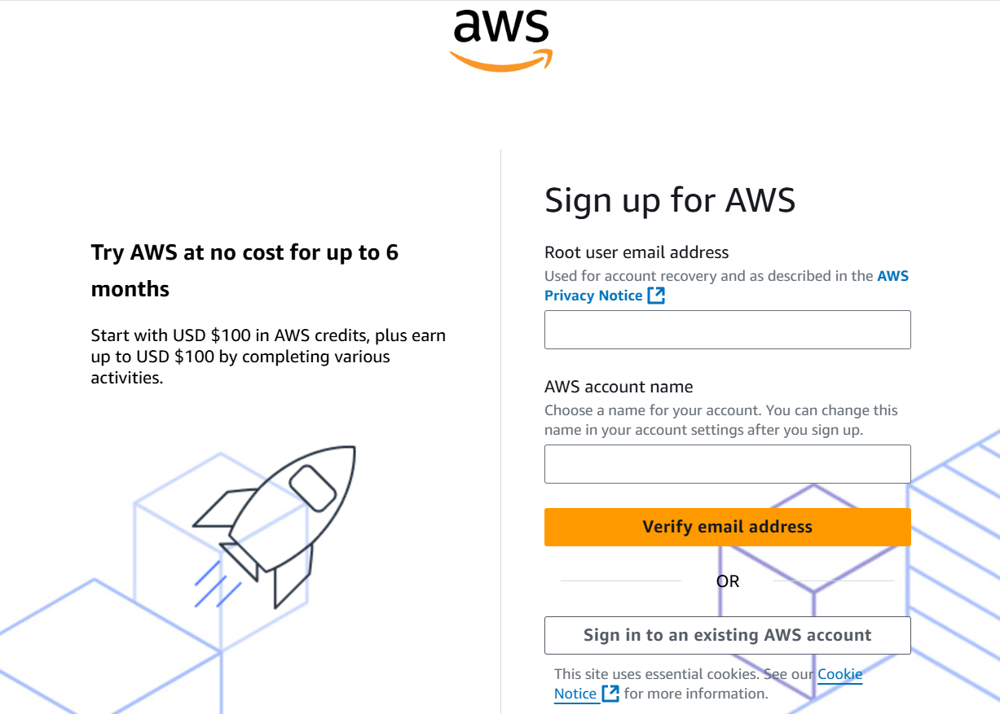 aws
Try AWS at no cost for up to 6
months
Start with USD $100 in AWS credits, plus earn
up to USD $100 by completing various
activities.
Sign up for AWS
Root user email address
Used for account recovery and as described in the AWS
Privacy Notice
AWS account name
Choose a name for your account. You can change this
name in your account settings after you sign up.
Verify email address
OR
Sign in to an existing AWS account
This site uses essential cookies. See our Cookie
Notice for more information.